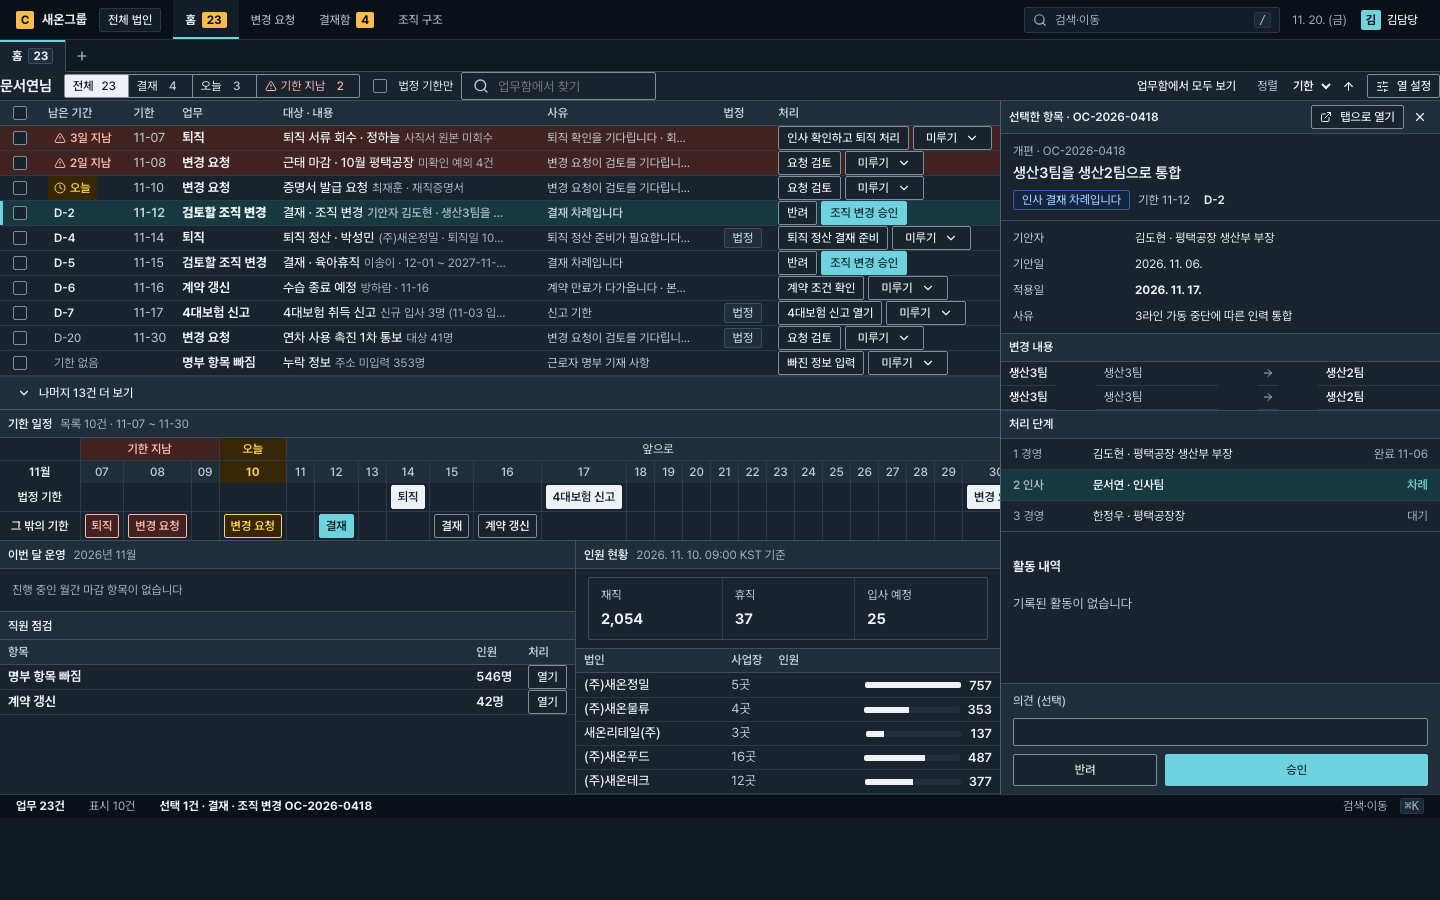 C 새온그룹 전체 법인 홈 23 변경 요청 결재함 4 조직 구조 검색·이동 / 11. 20. (금) 김 김담당
홈 23 +
문서연님 전체 23 결재 4 오늘 3 기한 지남 2 법정 기한만 업무함에서 찾기 업무함에서 모두 보기 정렬 기한 ↑ 열 설정
남은 기간 기한 업무 대상 · 내용 사유 법정 처리
3일 지남 11-07 퇴직 퇴직 서류 회수 · 정하늘 사직서 원본 미회수 퇴직 확인을 기다립니다 · 회... 인사 확인하고 퇴직 처리 미루기
2일 지남 11-08 변경 요청 근태 마감 · 10월 평택공장 미확인 예외 4건 변경 요청이 검토를 기다립니... 요청 검토 미루기
오늘 11-10 변경 요청 증명서 발급 요청 최재훈 · 재직증명서 변경 요청이 검토를 기다립니... 요청 검토 미루기
D-2 11-12 검토할 조직 변경 결재 · 조직 변경 기안자 김도현 · 생산3팀을 ... 결재 차례입니다 반려 조직 변경 승인
D-4 11-14 퇴직 퇴직 정산 · 박성민 (주)새온정밀 · 퇴직일 10... 퇴직 정산 준비가 필요합니다... 법정 퇴직 정산 결재 준비 미루기
D-5 11-15 검토할 조직 변경 결재 · 육아휴직 이송이 · 12-01 ~ 2027-11-... 결재 차례입니다 반려 조직 변경 승인
D-6 11-16 계약 갱신 수습 종료 예정 방하람 · 11-16 계약 만료가 다가옵니다 · 본... 계약 조건 확인 미루기
D-7 11-17 4대보험 신고 4대보험 취득 신고 신규 입사 3명 (11-03 입... 신고 기한 법정 4대보험 신고 열기 미루기
D-20 11-30 변경 요청 연차 사용 촉진 1차 통보 대상 41명 변경 요청이 검토를 기다립니... 법정 요청 검토 미루기
기한 없음 명부 항목 빠짐 누락 정보 주소 미입력 353명 근로자 명부 기재 사항 빠진 정보 입력 미루기
나머지 13건 더 보기
기한 일정 목록 10건 · 11-07 ~ 11-30
기한 지남 오늘 앞으로
11월 07 08 09 10 11 12 13 14 15 16 17 18 19 20 21 22 23 24 25 26 27 28 29 30
법정 기한 퇴직 4대보험 신고 변경
그 밖의 기한 퇴직 변경 요청 변경 요청 결재 결재 계약 갱신
이번 달 운영 2026년 11월
진행 중인 월간 마감 항목이 없습니다
직원 점검
항목 인원 처리
명부 항목 빠짐 546명 열기
계약 갱신 42명 열기
인원 현황 2026. 11. 10. 09:00 KST 기준
재직 휴직 입사 예정
2,054 37 25
법인 사업장 인원
(주)새온정밀 5곳 757
(주)새온물류 4곳 353
새온리테일(주) 3곳 137
(주)새온푸드 16곳 487
(주)새온테크 12곳 377
선택한 항목 · OC-2026-0418 탭으로 열기 ×
개편 · OC-2026-0418
생산3팀을 생산2팀으로 통합
인사 결재 차례입니다 기한 11-12 D-2
기안자 김도현 · 평택공장 생산부 부장
기안일 2026. 11. 06.
적용일 2026. 11. 17.
사유 3라인 가동 중단에 따른 인력 통합
변경 내용
생산3팀 생산3팀 → 생산2팀
생산3팀 생산3팀 → 생산2팀
처리 단계
1 경영 김도현 · 평택공장 생산부 부장 완료 11-06
2 인사 문서연 · 인사팀 차례
3 경영 한정우 · 평택공장장 대기
활동 내역
기록된 활동이 없습니다
의견 (선택)
반려 승인
업무 23건 표시 10건 선택 1건 · 결재 · 조직 변경 OC-2026-0418 검색·이동 ⌘K